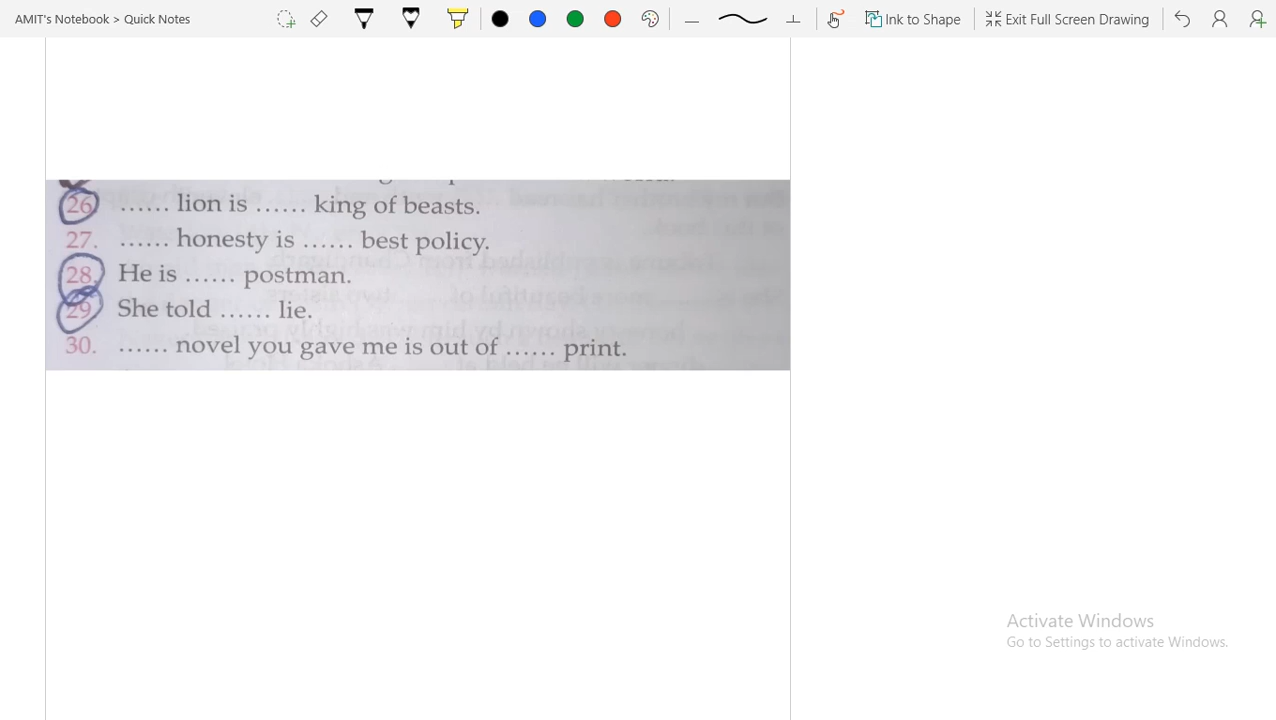 AMIT's Notebook > Quick Notes
Ink to Shape
Exit Full Screen Drawing
26. ...... lion is ...... king of beasts.
27. ...... honesty is ...... best policy.
28. He is ...... postman.
29. She told ...... lie.
30. ...... novel you gave me is out of ...... print.
Activate Windows
Go to Settings to activate Windows.